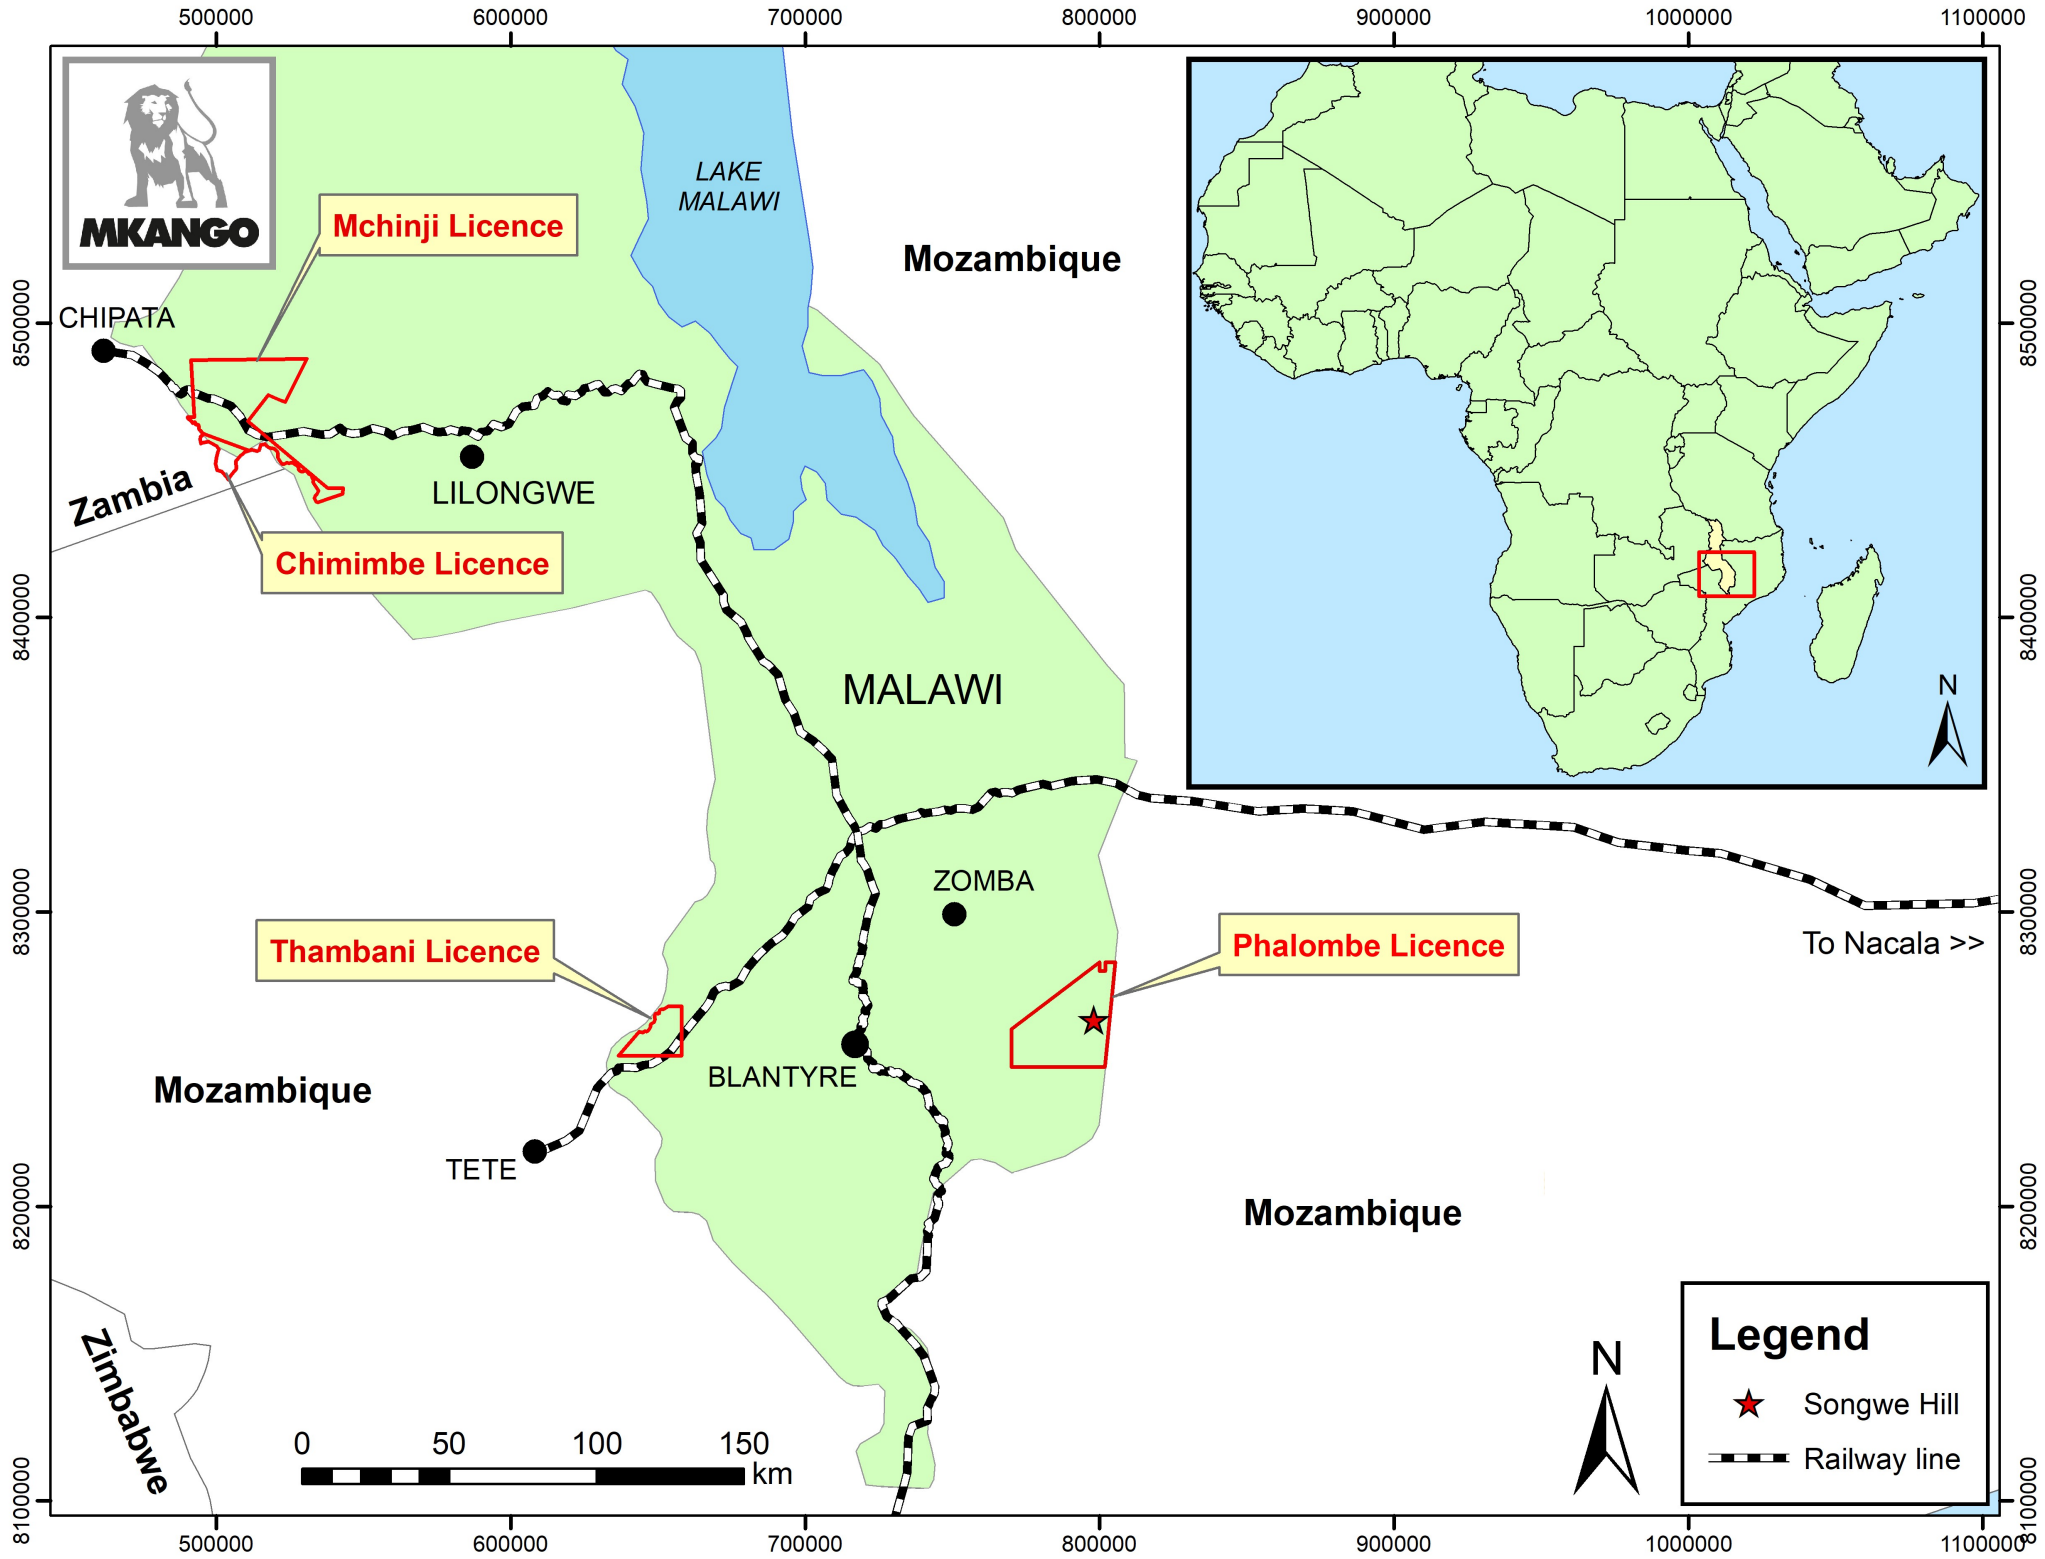 500000 600000 700000 800000 900000 1000000 1100000
MKANGO
Mchinji Licence
LAKE
MALAWI
Mozambique
CHIPATA
8500000
8500000
LILONGWE
Zambia
Chimimbe Licence
8400000
8400000
N
MALAWI
ZOMBA
8300000
8300000
Thambani Licence
Phalombe Licence
To Nacala >>
BLANTYRE
Mozambique
TETE
8200000
8200000
Mozambique
Zimbabwe
N
Legend
Songwe Hill
Railway line
0 50 100 150
km
8100000
8100000
500000 600000 700000 800000 900000 1000000 1100000